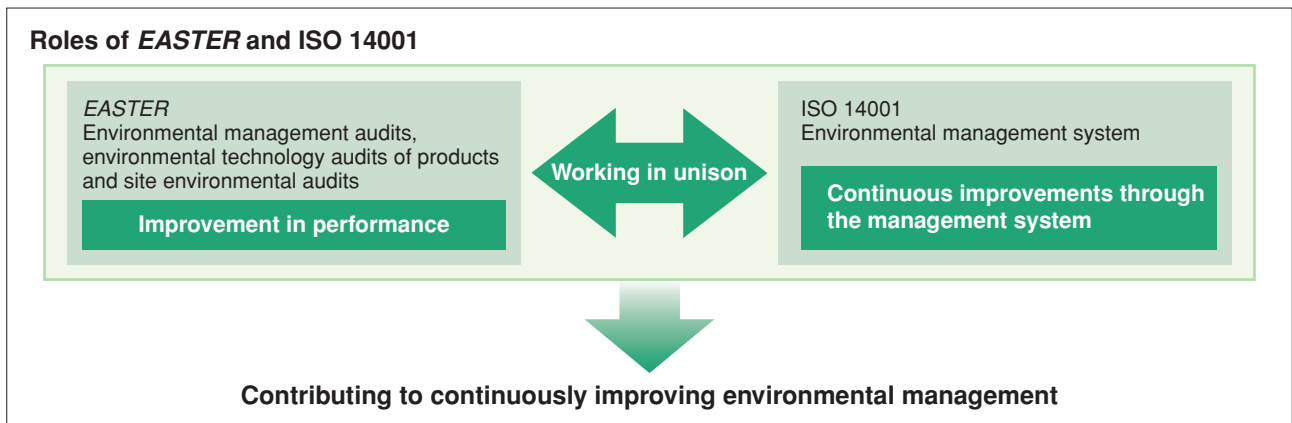 Roles of EASTER and ISO 14001
EASTER
Environmental management audits,
environmental technology audits of products
and site environmental audits
Improvement in performance
Working in unison
ISO 14001
Environmental management system
Continuous improvements through
the management system
Contributing to continuously improving environmental management